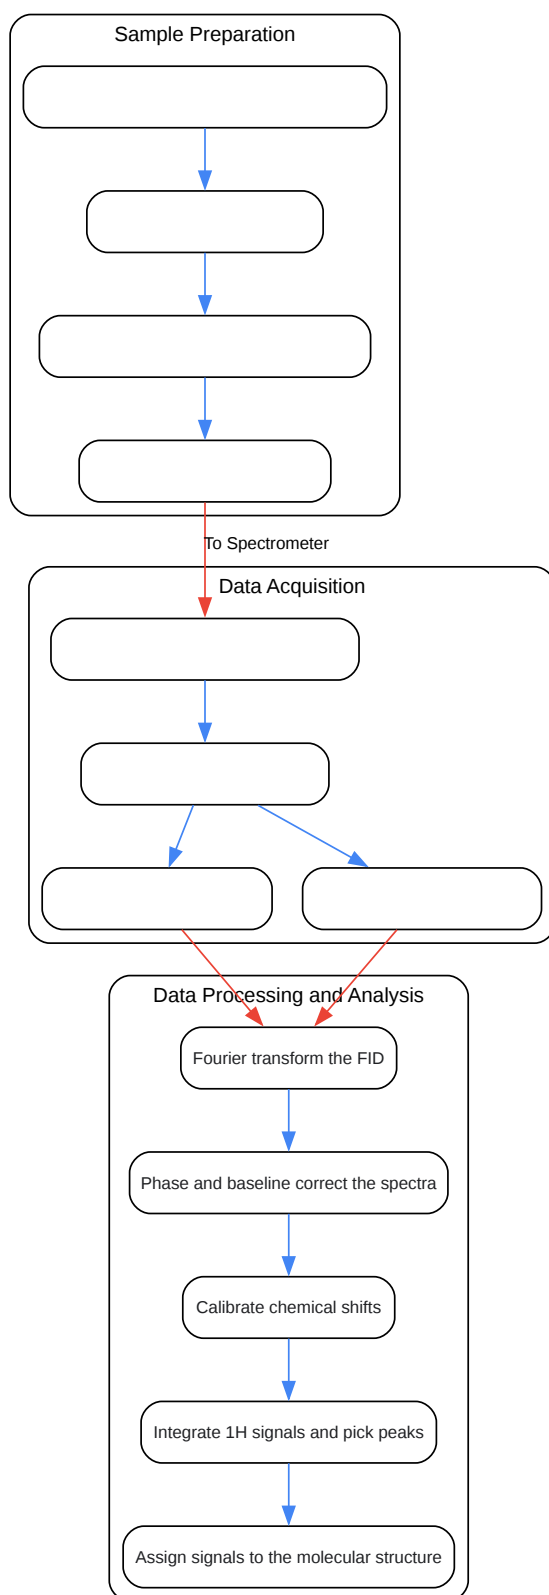 Sample Preparation
To Spectrometer
Data Acquisition
Data Processing and Analysis
Fourier transform the FID
Phase and baseline correct the spectra
Calibrate chemical shifts
Integrate 1H signals and pick peaks
Assign signals to the molecular structure